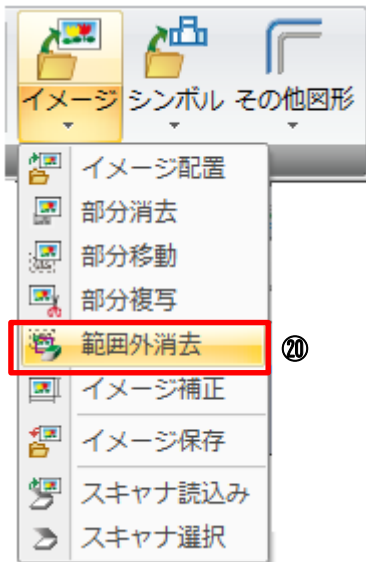 イメージ シンボル その他図形
イメージ配置
部分消去
部分移動
部分複写
範囲外消去 ⑳
イメージ補正
イメージ保存
スキャナ読込み
スキャナ選択